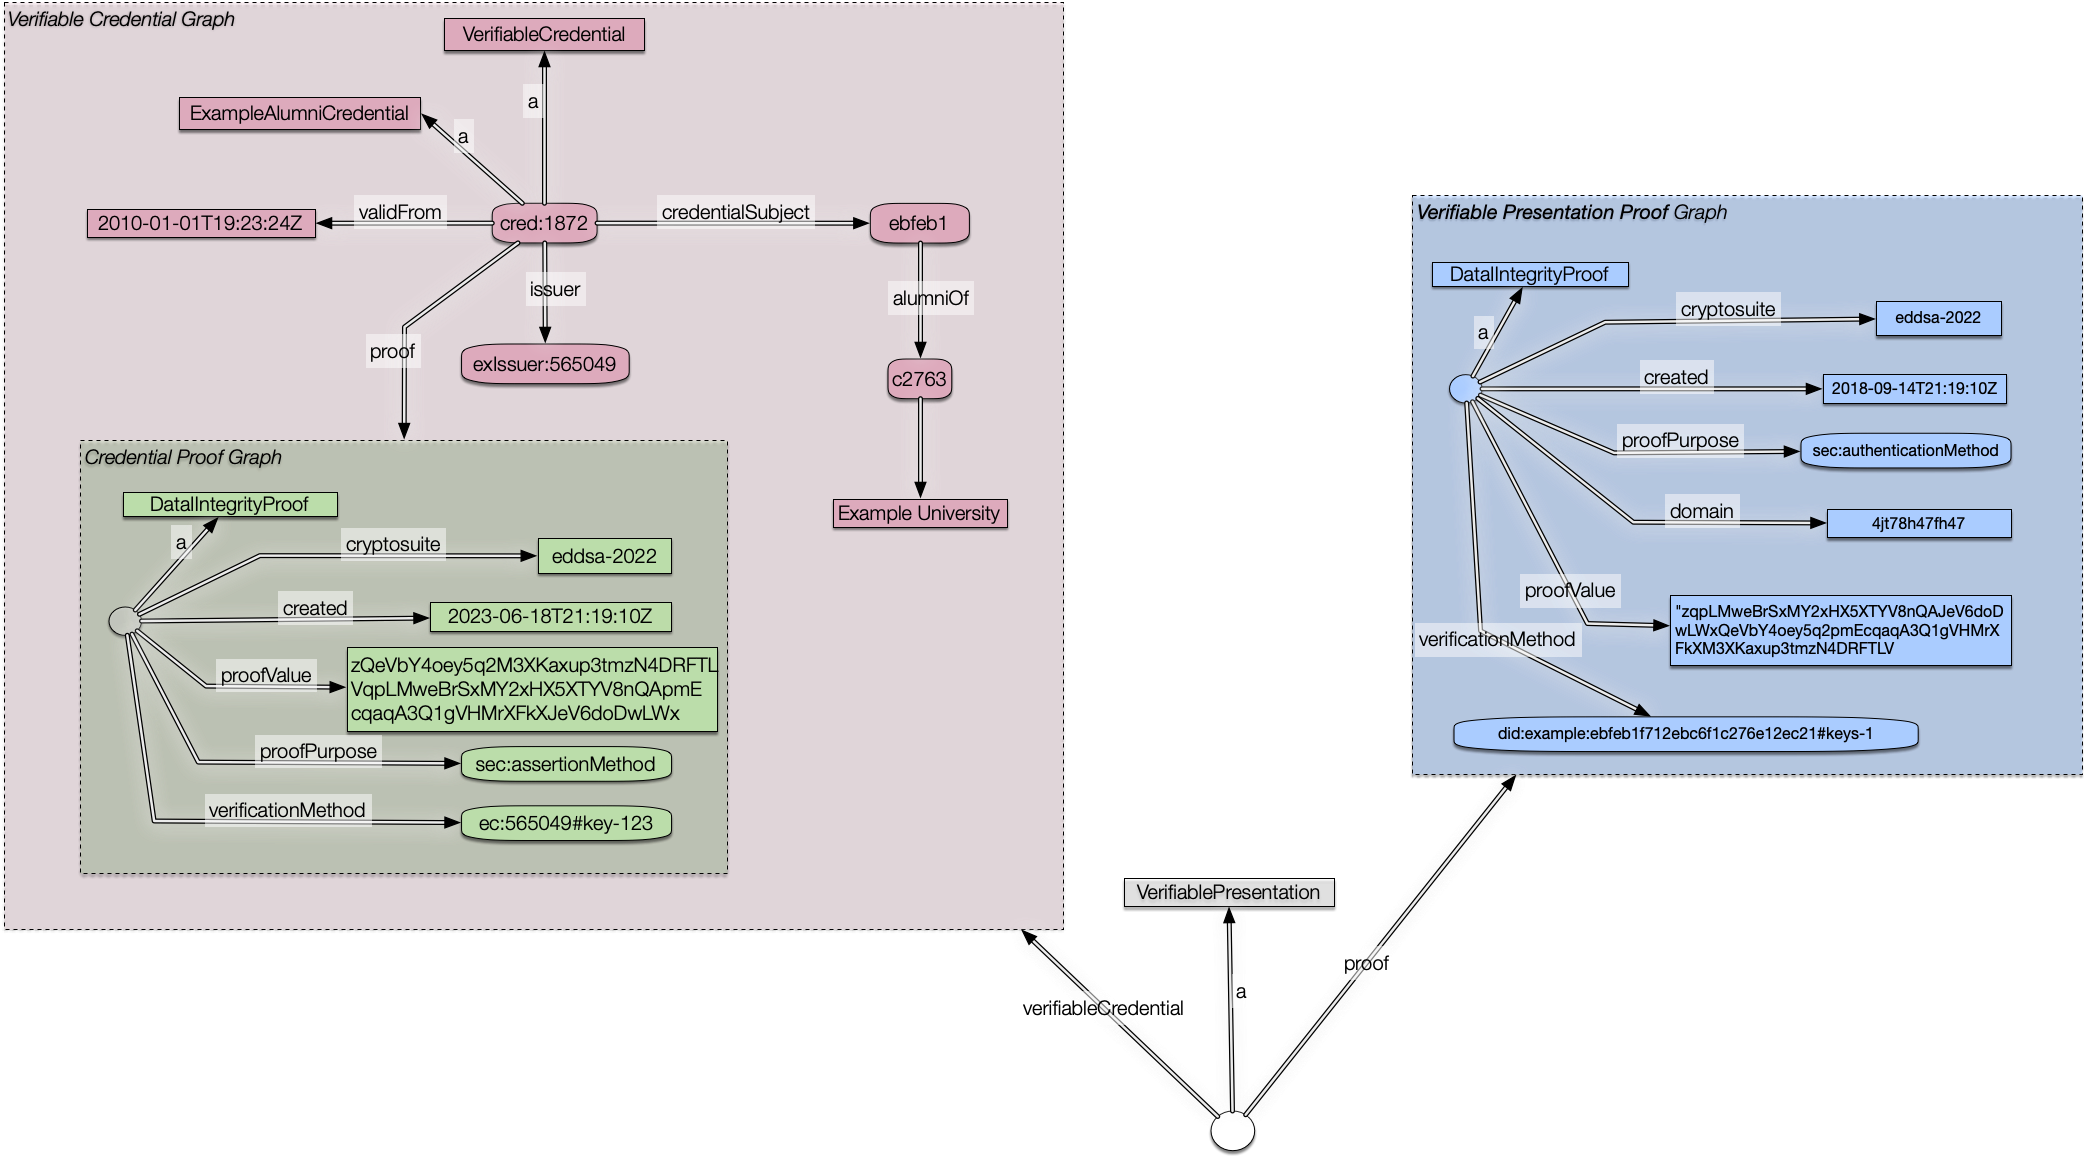 Verifiable Credential Graph
VerifiableCredential
a
ExampleAlumniCredential
a
2010-01-01T19:23:24Z
validFrom
cred:1872
credentialSubject
ebfeb1
issuer
alumniOf
proof
exIssuer:565049
c2763
Example University
Credential Proof Graph
DataIIntegrityProof
a
cryptosuite
eddsa-2022
created
2023-06-18T21:19:10Z
proofValue
zQeVbY4oey5q2M3XKaxup3tmzN4DRFTL
VqpLMweBrSxMY2xHX5XTYV8nQApmE
cqaqA3Q1gVHMrXFkXJeV6doDwLWx
proofPurpose
sec:assertionMethod
verificationMethod
ec:565049#key-123
Verifiable Presentation Proof Graph
DataIIntegrityProof
a
cryptosuite
eddsa-2022
created
2018-09-14T21:19:10Z
proofPurpose
sec:authenticationMethod
domain
4jt78h47fh47
proofValue
"zqpLMweBrSxMY2xHX5XTYV8nQAJeV6doD
wLWxQeVbY4oey5q2pmEcqaqA3Q1gVHMrX
FkXM3XKaxup3tmzN4DRFTLV
verificationMethod
did:example:ebfeb1f712ebc6f1c276e12ec21#keys-1
VerifiablePresentation
verifiableCredential
a
proof